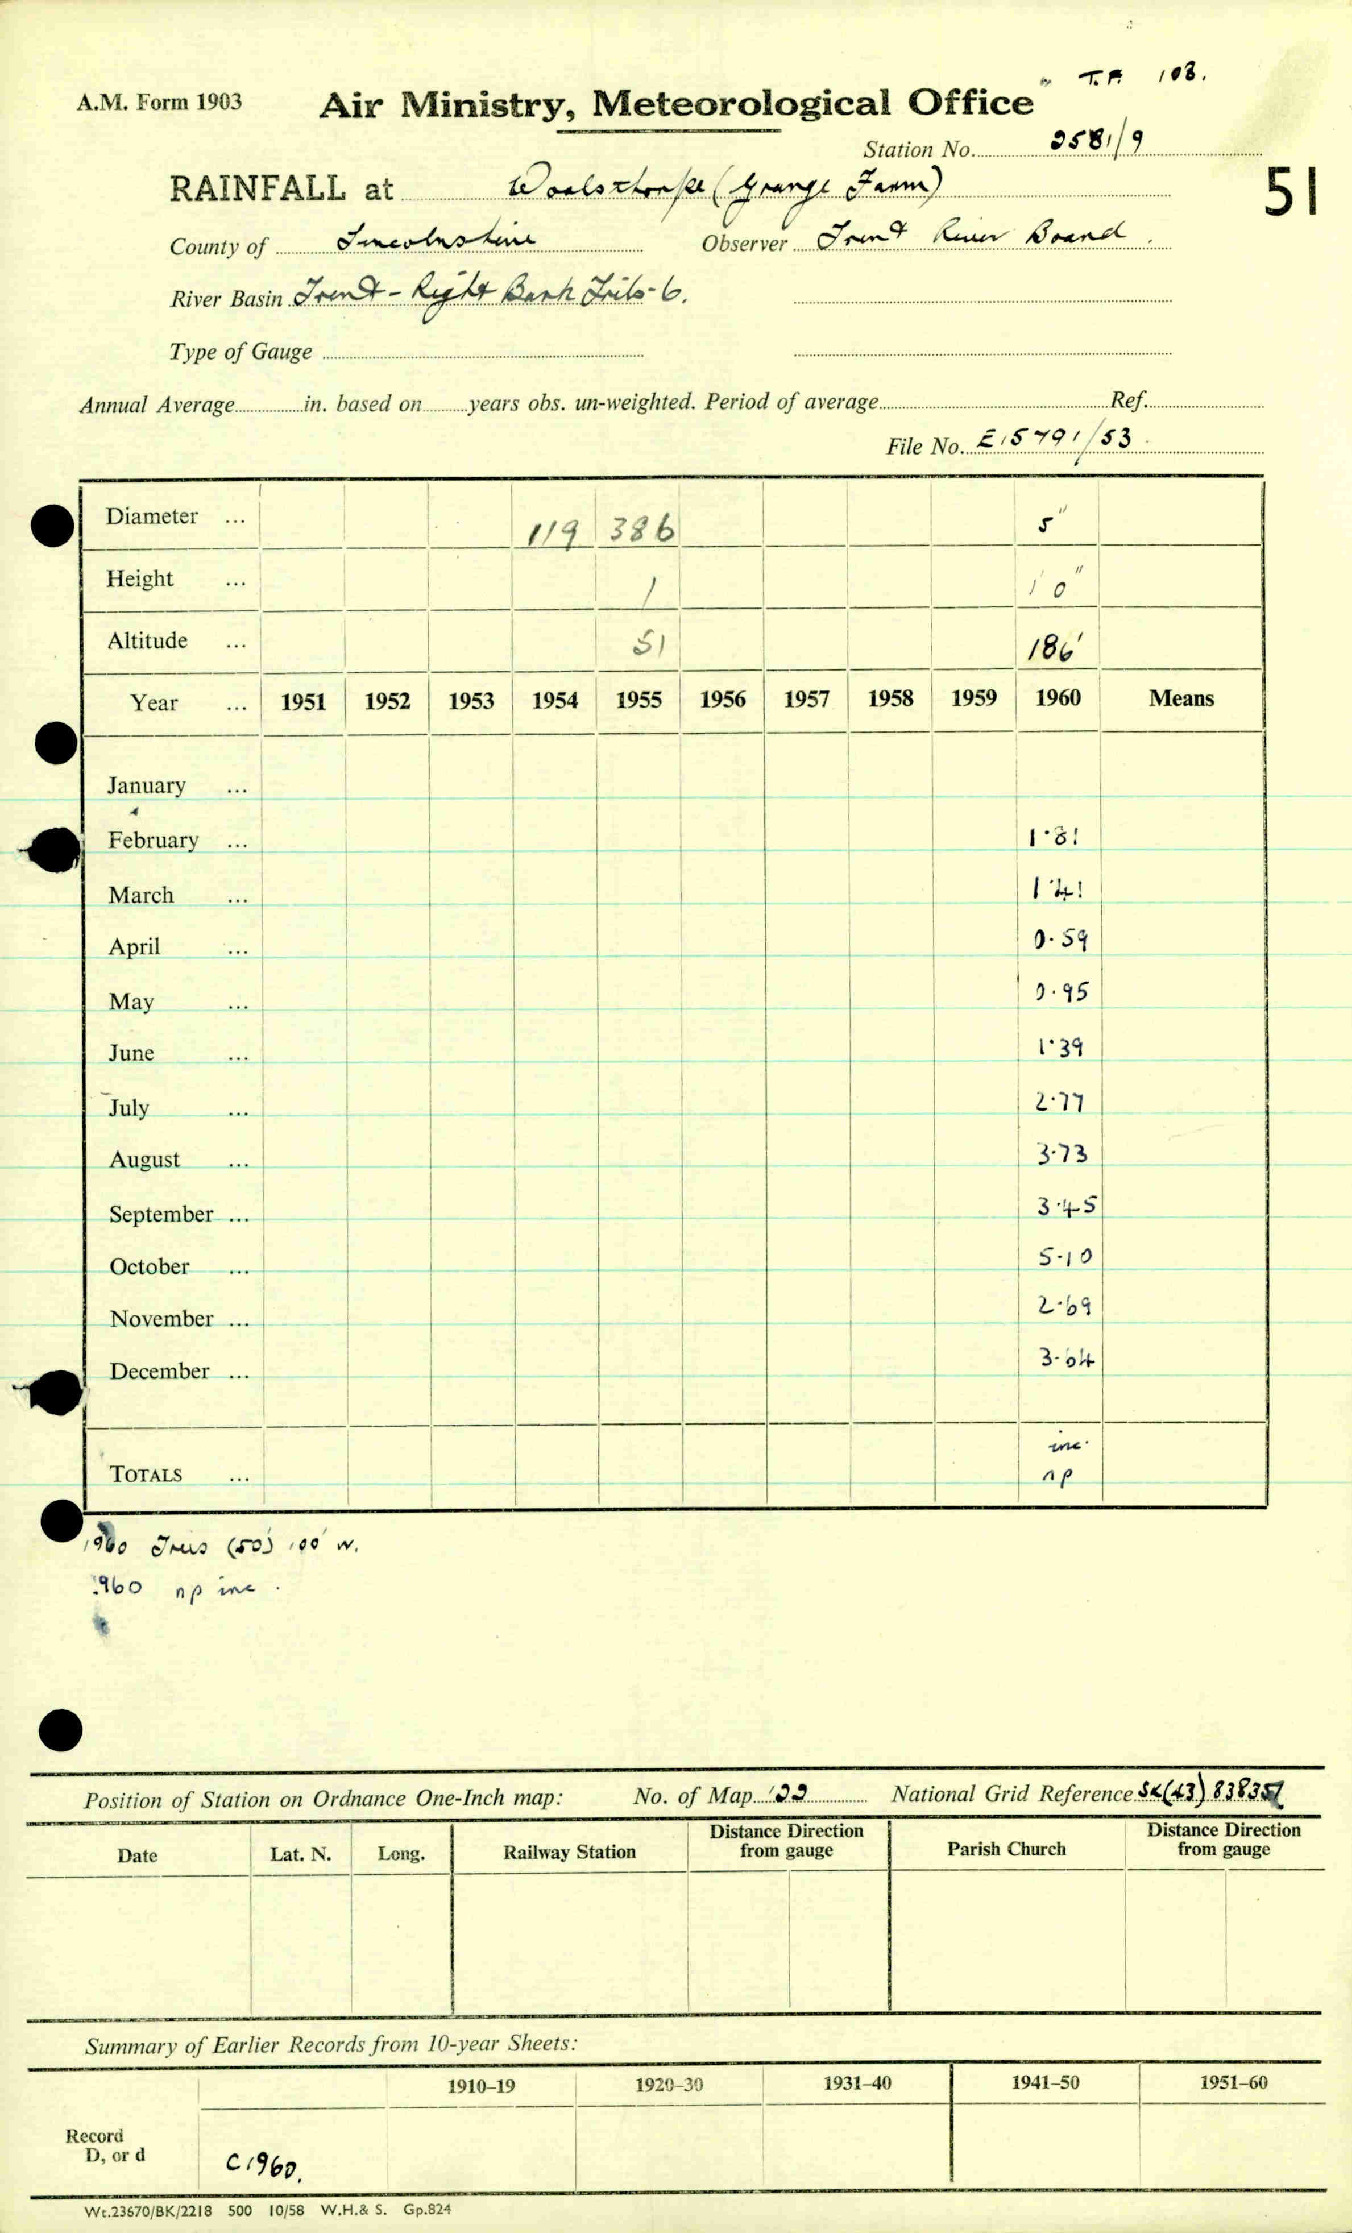 T.F. 108.
A.M. Form 1903 Air Ministry, Meteorological Office
Station No. 2581/9
51
RAINFALL at Woolsthorpe (Grange Farm)
County of Lincolnshire Observer Trent River Board.
River Basin Trent - Right Bank Tribs - 6.
Type of Gauge
Annual Average in. based on years obs. un-weighted. Period of average Ref.
File No. E15791/53
Diameter ... 119 386 5"
Height ... 1 1' 0"
Altitude ... 51 186'
Year ... 1951 1952 1953 1954 1955 1956 1957 1958 1959 1960 Means
January ...
February ... 1.81
March ... 1.41
April ... 0.59
May ... 0.95
June ... 1.39
July ... 2.77
August ... 3.73
September ... 3.45
October ... 5.10
November ... 2.69
December ... 3.64
inc.
TOTALS ... np
1960 Trees (50') 100' W.
1960 np inc.
Position of Station on Ordnance One-Inch map: No. of Map 122 National Grid Reference SK(43)
Date Lat. N. Long. Railway Station Distance Direction from gauge Parish Church Distance Direction from gauge
Summary of Earlier Records from 10-year Sheets:
1910–19 1920–30 1931–40 1941–50 1951–60
Record
D, or d C1960.
Wt.23670/BK/2218 500 10/58 W.H.& S. Gp.824